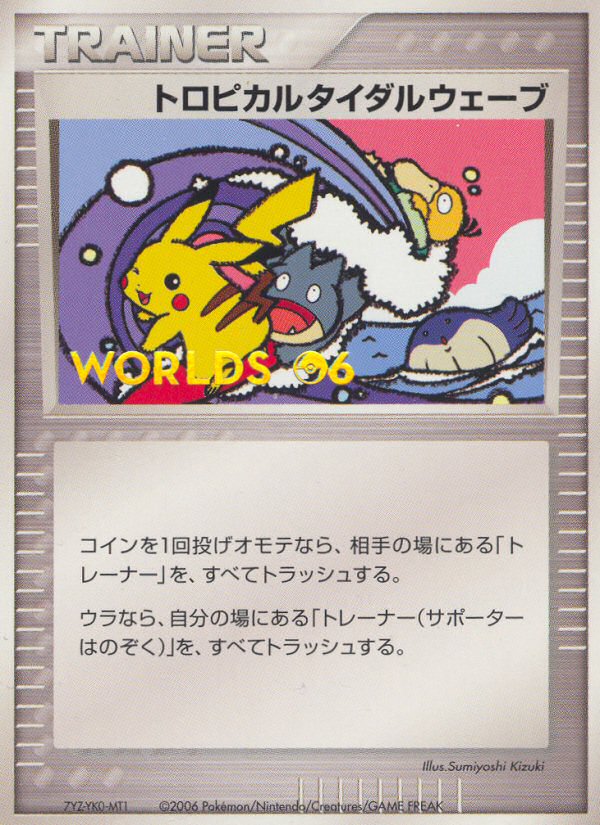 TRAINER
トロピカルタイダルウェーブ
WORLDS 06
コインを1回投げオモテなら、相手の場にある「ト
レーナー」を、すべてトラッシュする。
ウラなら、自分の場にある「トレーナー(サポーター
はのぞく)」を、すべてトラッシュする。
Illus.Sumiyoshi Kizuki
7YZ-YK0-MT1 ©2006 Pokémon/Nintendo/Creatures/GAME FREAK